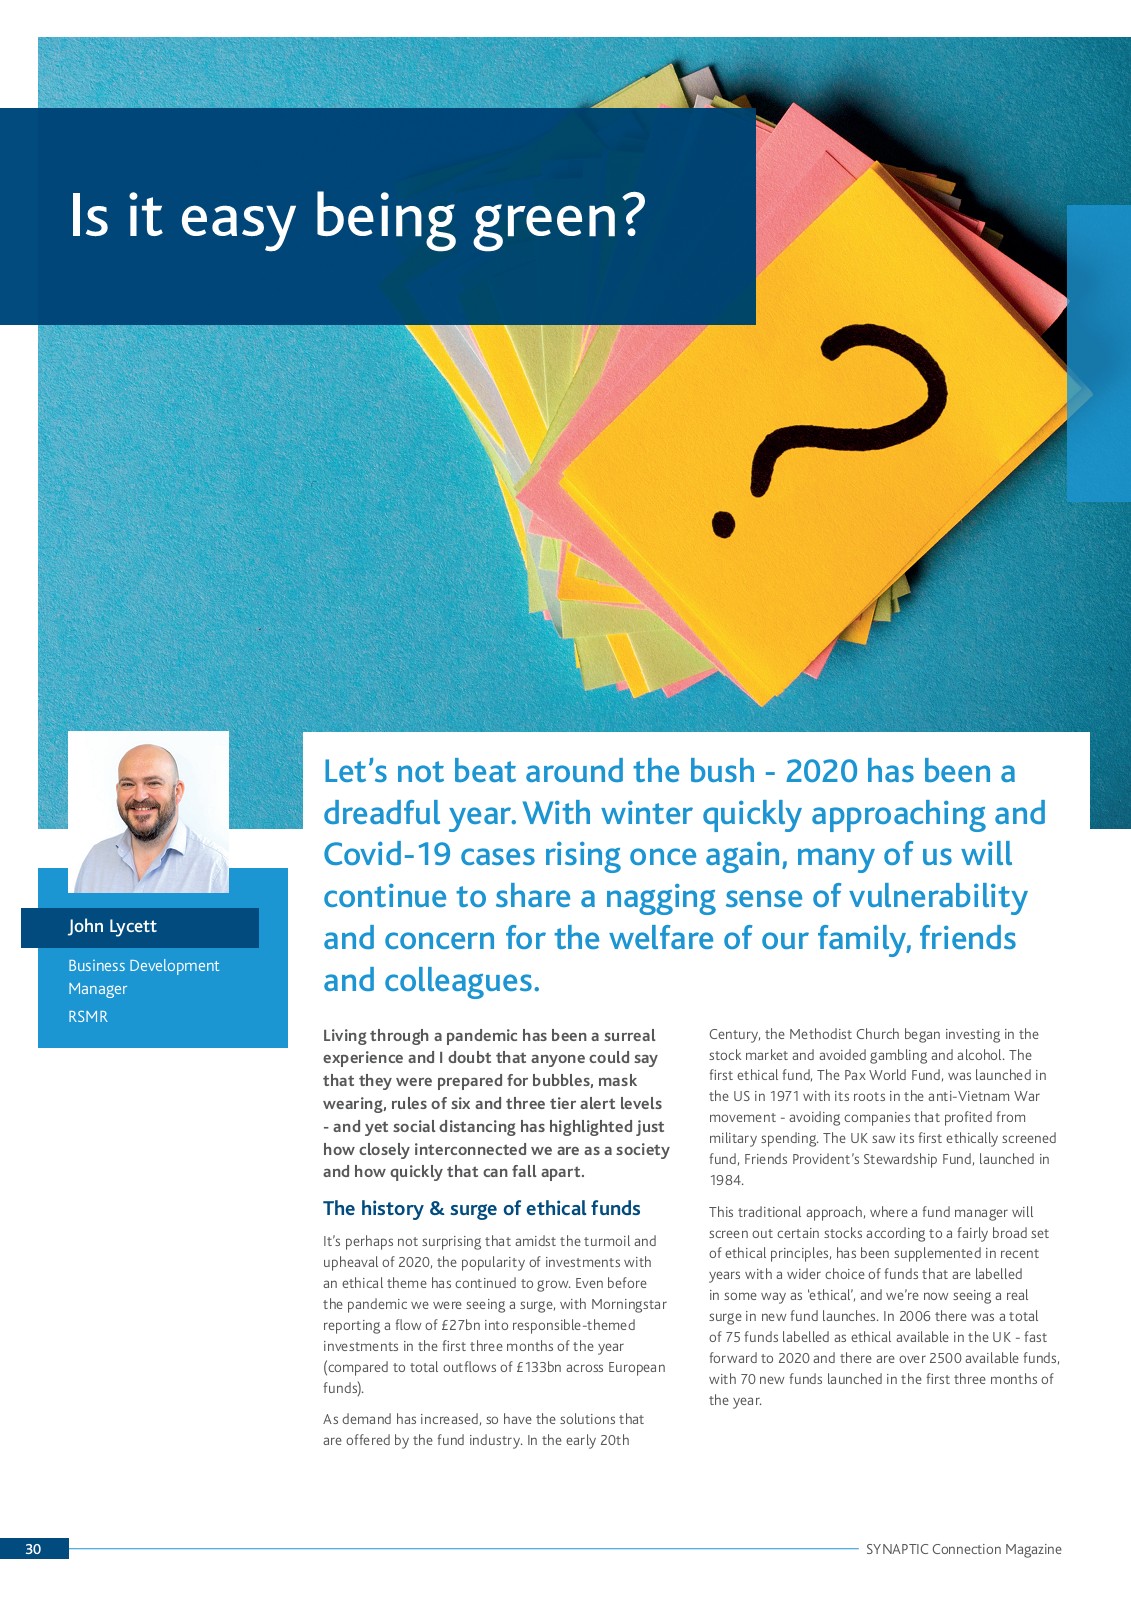 Is it easy being green?
?
John Lycett
Business Development
Manager
RSMR
Let's not beat around the bush - 2020 has been a
dreadful year. With winter quickly approaching and
Covid-19 cases rising once again, many of us will
continue to share a nagging sense of vulnerability
and concern for the welfare of our family, friends
and colleagues.
Living through a pandemic has been a surreal
experience and I doubt that anyone could say
that they were prepared for bubbles, mask
wearing, rules of six and three tier alert levels
- and yet social distancing has highlighted just
how closely interconnected we are as a society
and how quickly that can fall apart.
The history & surge of ethical funds
It's perhaps not surprising that amidst the turmoil and
upheaval of 2020, the popularity of investments with
an ethical theme has continued to grow. Even before
the pandemic we were seeing a surge, with Morningstar
reporting a flow of £27bn into responsible-themed
investments in the first three months of the year
(compared to total outflows of £133bn across European
funds).
As demand has increased, so have the solutions that
are offered by the fund industry. In the early 20th
Century, the Methodist Church began investing in the
stock market and avoided gambling and alcohol. The
first ethical fund, The Pax World Fund, was launched in
the US in 1971 with its roots in the anti-Vietnam War
movement - avoiding companies that profited from
military spending. The UK saw its first ethically screened
fund, Friends Provident's Stewardship Fund, launched in
1984.
This traditional approach, where a fund manager will
screen out certain stocks according to a fairly broad set
of ethical principles, has been supplemented in recent
years with a wider choice of funds that are labelled
in some way as 'ethical', and we're now seeing a real
surge in new fund launches. In 2006 there was a total
of 75 funds labelled as ethical available in the UK - fast
forward to 2020 and there are over 2500 available funds,
with 70 new funds launched in the first three months of
the year.
30
SYNAPTIC Connection Magazine